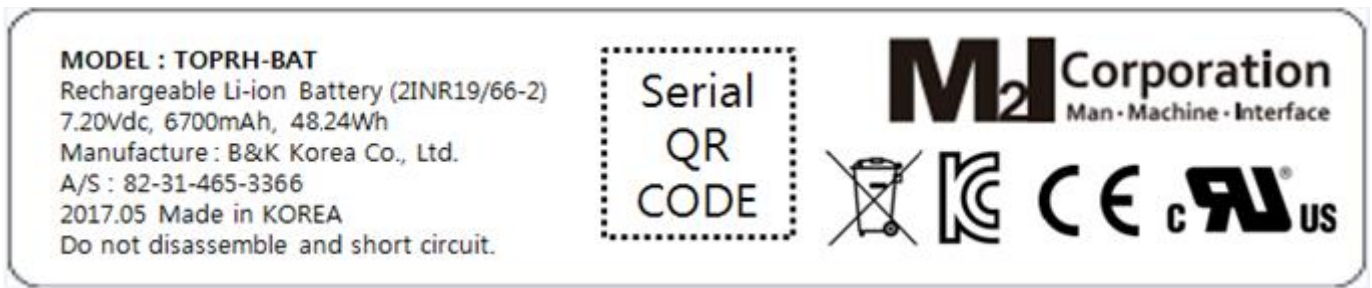 MODEL : TOPRH-BAT
Rechargeable Li-ion Battery (2INR19/66-2)
7.20Vdc, 6700mAh, 48.24Wh
Manufacture : B&K Korea Co., Ltd.
A/S : 82-31-465-3366
2017.05 Made in KOREA
Do not disassemble and short circuit.
Serial
QR
CODE
M2I Corporation
Man・Machine・Interface
CE c RU ® US